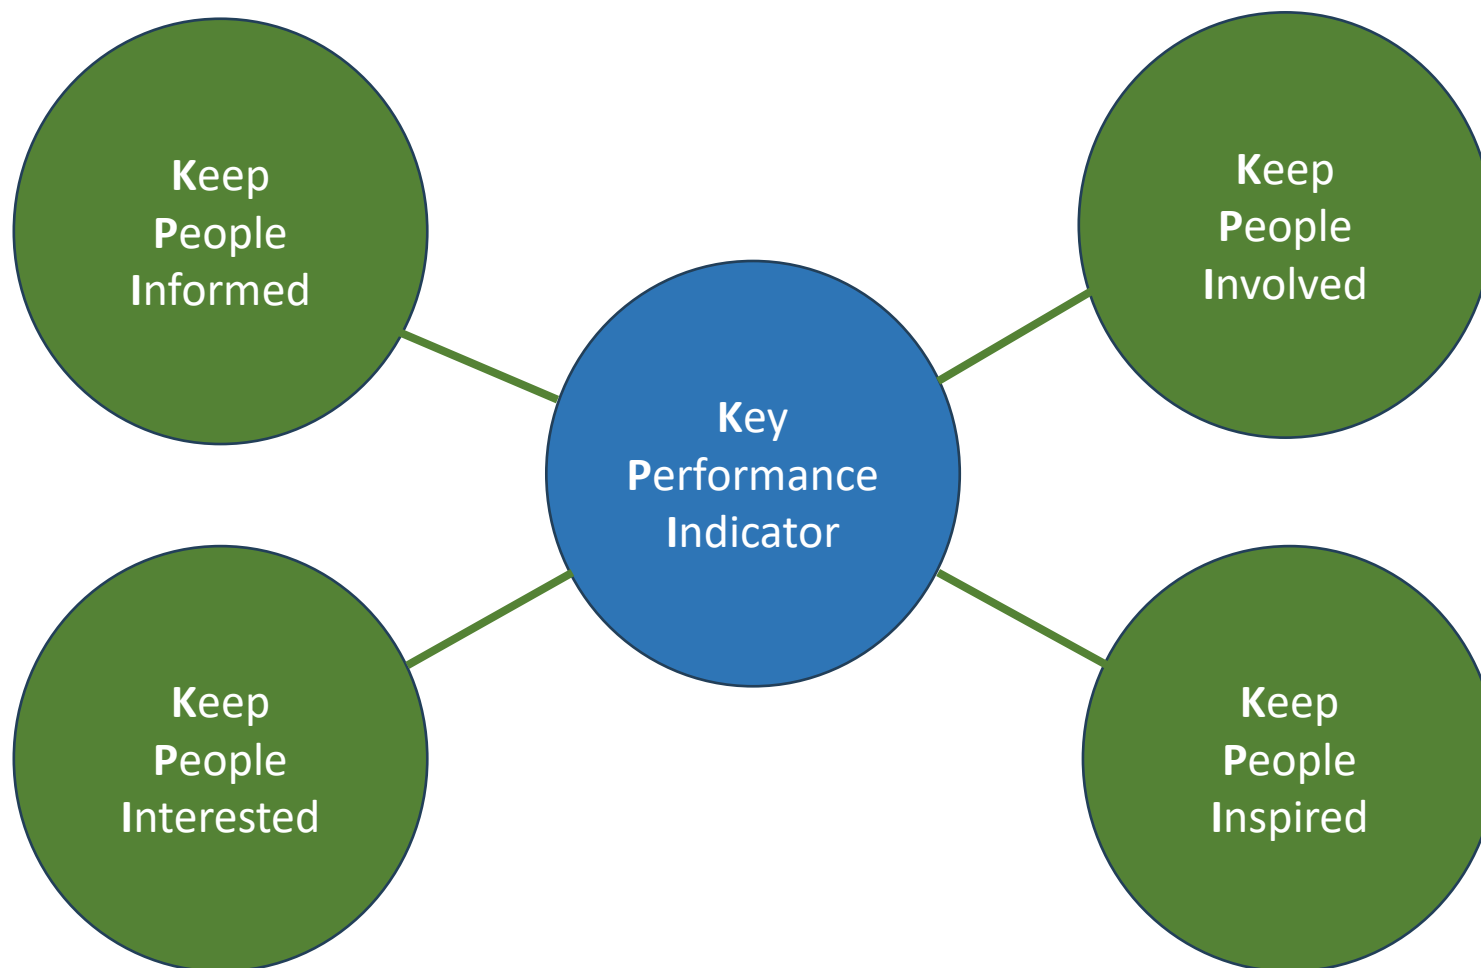 Keep
People
Informed
Keep
People
Involved
Key
Performance
Indicator
Keep
People
Interested
Keep
People
Inspired